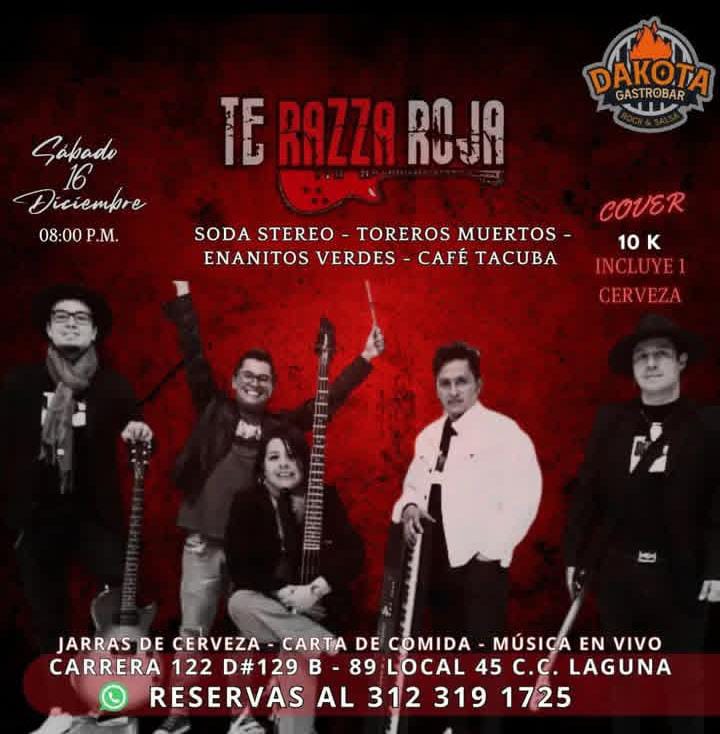 DAKOTA
GASTROBAR
ROCK & SALSA
TE RAZZA ROJA
Sábado
16
Diciembre
08:00 P.M.
SODA STEREO - TOREROS MUERTOS -
ENANITOS VERDES - CAFÉ TACUBA
COVER
10 K
INCLUYE 1
CERVEZA
JARRAS DE CERVEZA - CARTA DE COMIDA - MÚSICA EN VIVO
CARRERA 122 D#129 B - 89 LOCAL 45 C.C. LAGUNA
RESERVAS AL 312 319 1725